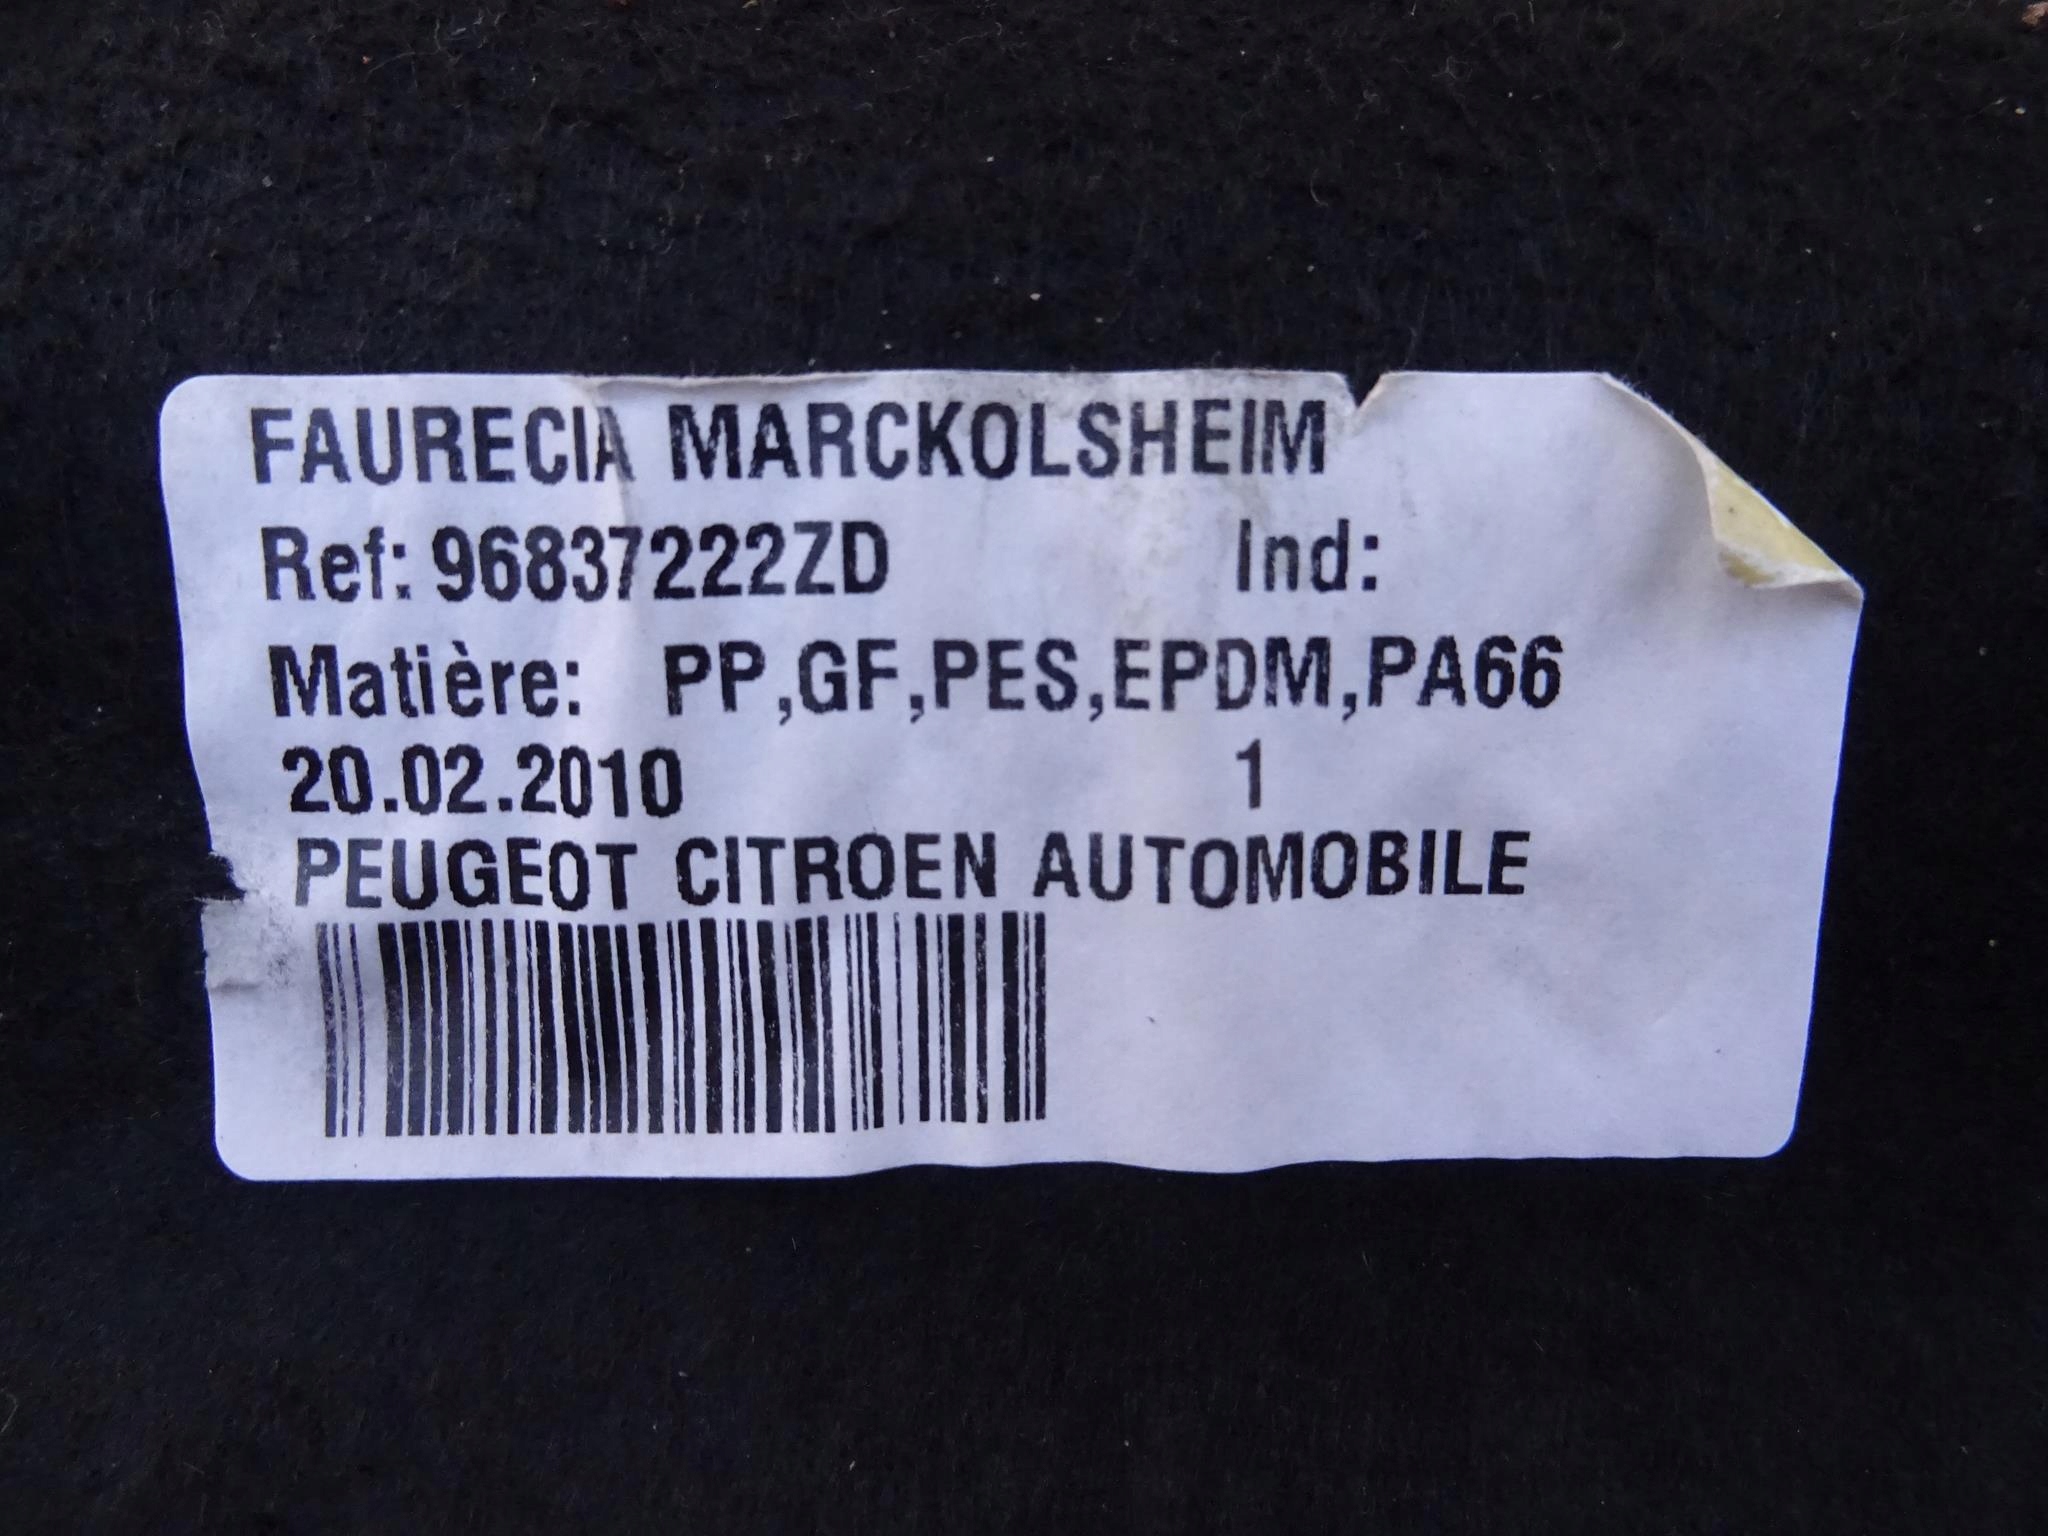 FAURECIA MARCKOLSHEIM
Ref: 96837222ZD Ind:
Matière: PP,GF,PES,EPDM,PA66
20.02.2010 1
PEUGEOT CITROEN AUTOMOBILE